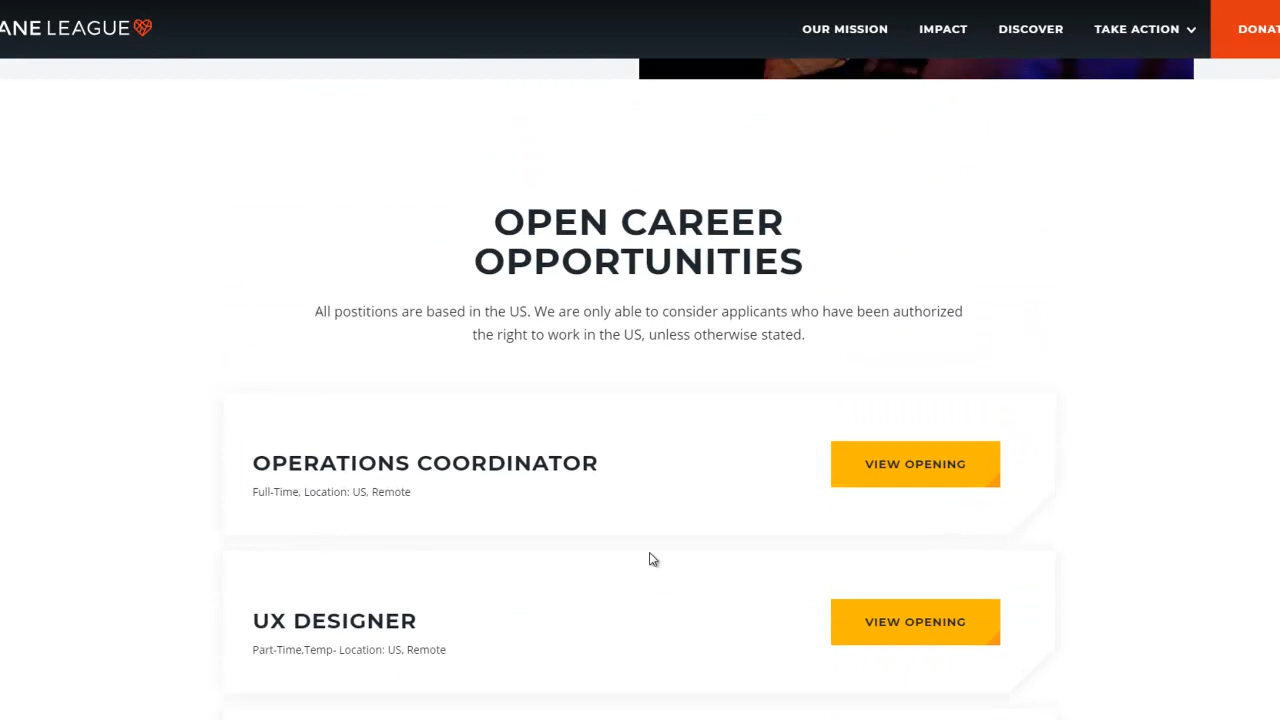 ANE LEAGUE
OUR MISSION IMPACT DISCOVER TAKE ACTION DONAT
OPEN CAREER
OPPORTUNITIES
All postitions are based in the US. We are only able to consider applicants who have been authorized
the right to work in the US, unless otherwise stated.
OPERATIONS COORDINATOR
VIEW OPENING
Full-Time, Location: US, Remote
UX DESIGNER
VIEW OPENING
Part-Time,Temp- Location: US, Remote